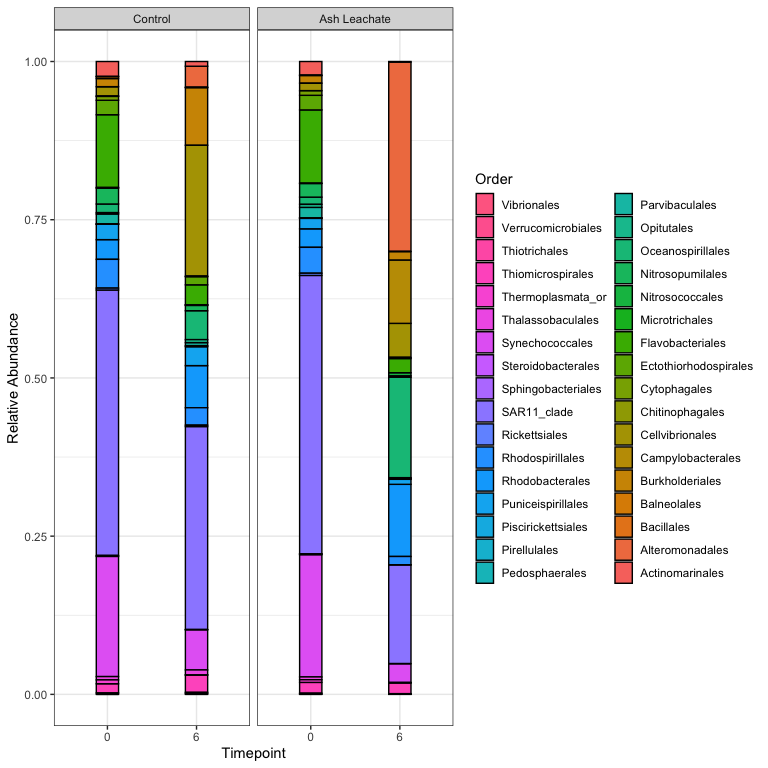 Control
Ash Leachate
1.00
0.75
0.50
0.25
0.00
Relative Abundance
0
6
0
6
Timepoint
Order
Vibrionales
Verrucomicrobiales
Thiotrichales
Thiomicrospirales
Thermoplasmata_or
Thalassobaculales
Synechococcales
Steroidobacterales
Sphingobacteriales
SAR11_clade
Rickettsiales
Rhodospirillales
Rhodobacterales
Puniceispirillales
Piscirickettsiales
Pirellulales
Pedosphaerales
Parvibaculales
Opitutales
Oceanospirillales
Nitrosopumilales
Nitrosococcales
Microtrichales
Flavobacteriales
Ectothiorhodospirales
Cytophagales
Chitinophagales
Cellvibrionales
Campylobacterales
Burkholderiales
Balneolales
Bacillales
Alteromonadales
Actinomarinales